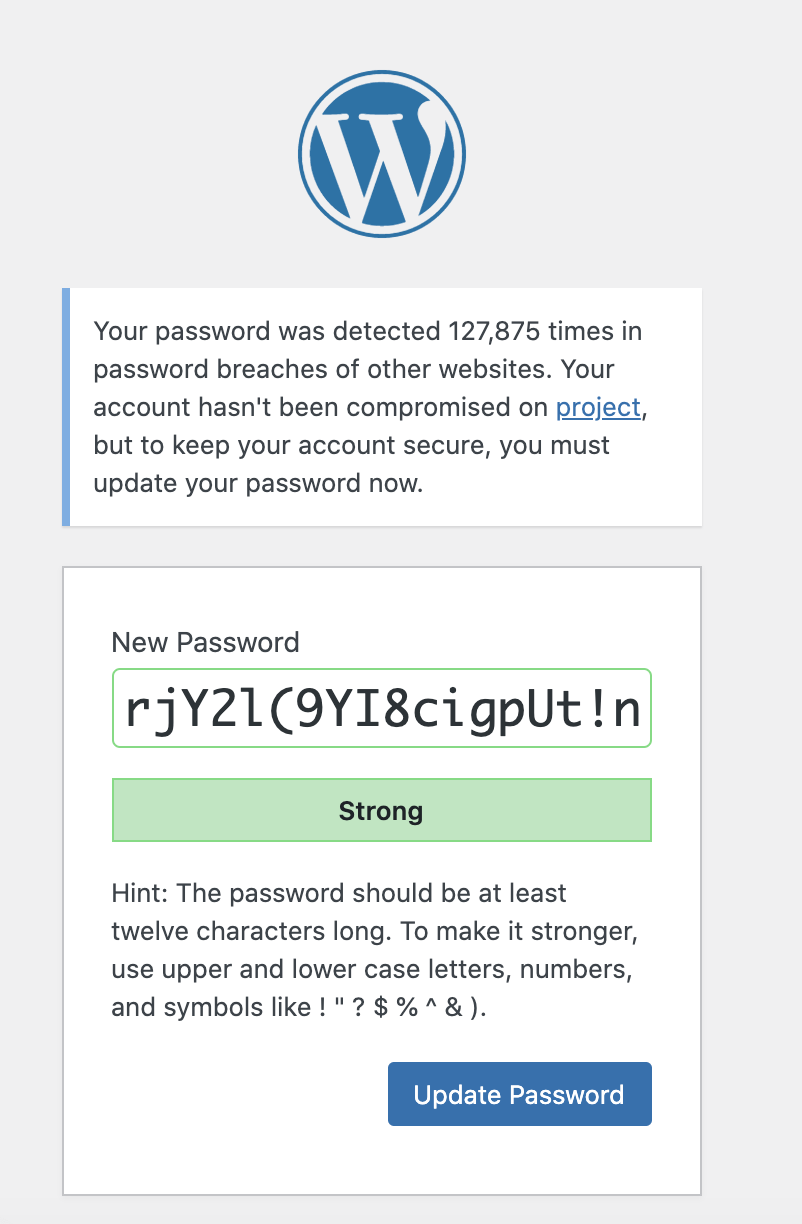 Your password was detected 127,875 times in
password breaches of other websites. Your
account hasn't been compromised on project,
but to keep your account secure, you must
update your password now.
New Password
rjY2l(9YI8cigpUt!n
Strong
Hint: The password should be at least
twelve characters long. To make it stronger,
use upper and lower case letters, numbers,
and symbols like ! " ? $ % ^ & ).
Update Password